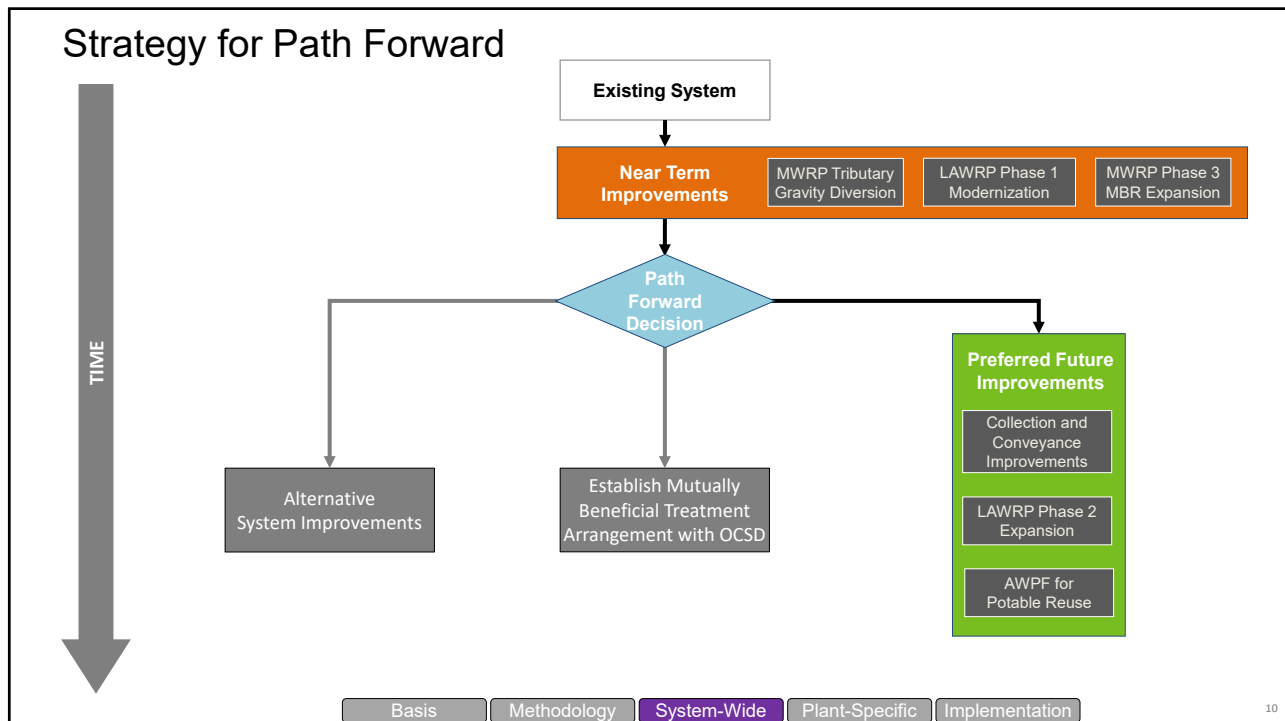 Strategy for Path Forward
TIME
Existing System
Near Term
Improvements
MWRP Tributary
Gravity Diversion
LAWRP Phase 1
Modernization
MWRP Phase 3
MBR Expansion
Path
Forward
Decision
Alternative
System Improvements
Establish Mutually
Beneficial Treatment
Arrangement with OCSD
Preferred Future
Improvements
Collection and
Conveyance
Improvements
LAWRP Phase 2
Expansion
AWPF for
Potable Reuse
Basis
Methodology
System-Wide
Plant-Specific
Implementation
10